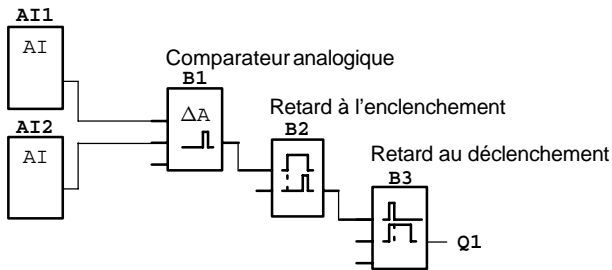 AI1
AI
Comparateur analogique
B1
ΔA
AI2
AI
Retard à l'enclenchement
B2
Retard au déclenchement
B3
Q1